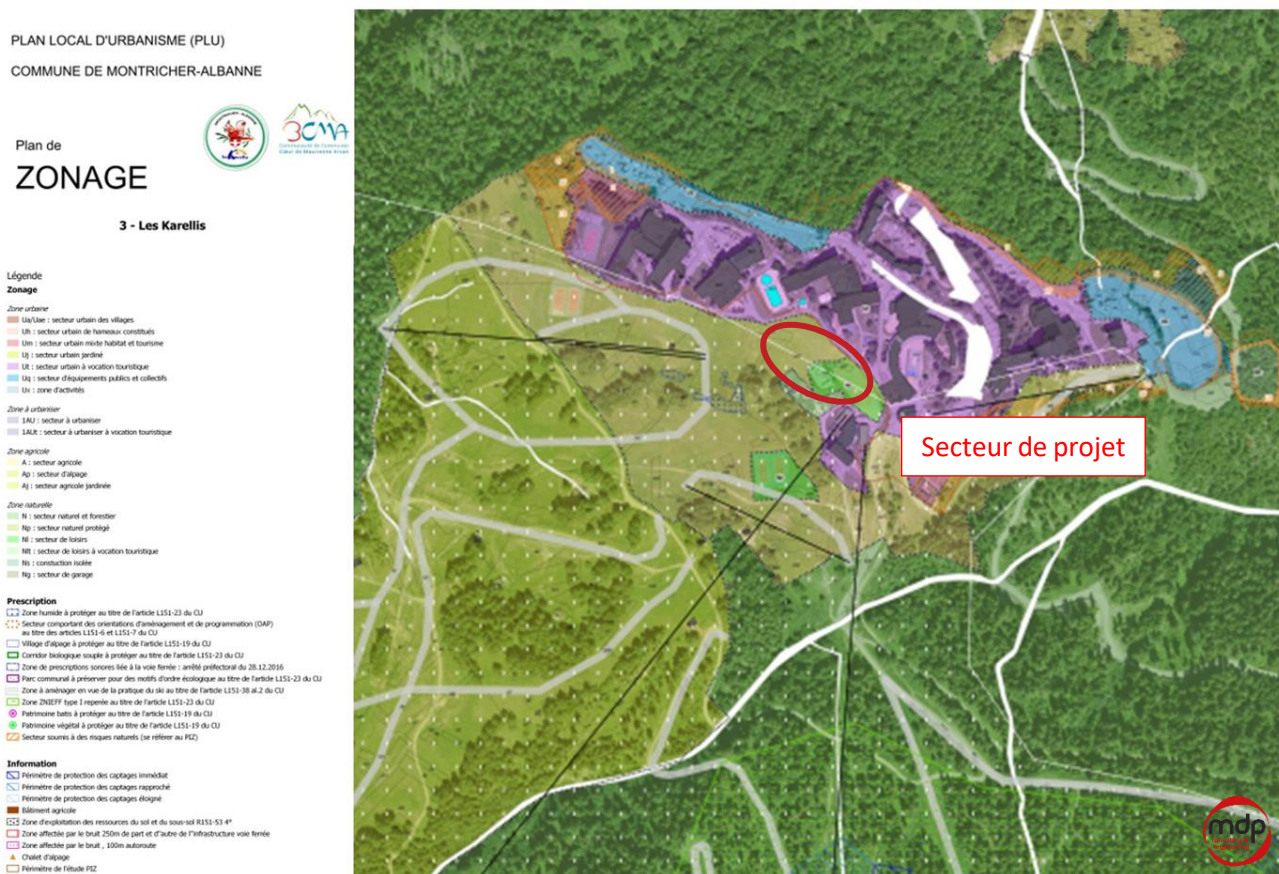 PLAN LOCAL D'URBANISME (PLU)
COMMUNE DE MONTRICHER-ALBANNE
3CMA
Communauté de Communes
Cœur de Maurienne Arvan
Plan de
ZONAGE
3 - Les Karellis
Légende
Zonage
Zone urbaine
Ua/Uae : secteur urbain des villages
Uh : secteur urbain de hameaux constitués
Um : secteur urbain mixte habitat et tourisme
Uj : secteur urbain jardiné
Ut : secteur urbain à vocation touristique
Uq : secteur d'équipements publics et collectifs
Ux : zone d'activités
Zone à urbaniser
1AU : secteur à urbaniser
1AUt : secteur à urbaniser à vocation touristique
Zone agricole
A : secteur agricole
Ap : secteur d'alpage
Aj : secteur agricole jardinée
Zone naturelle
N : secteur naturel et forestier
Np : secteur naturel protégé
Nl : secteur de loisirs
Nlt : secteur de loisirs à vocation touristique
Ns : constuction isolée
Ng : secteur de garage
Prescription
Zone humide à protéger au titre de l'article L151-23 du CU
Secteur comportant des orientations d'aménagement et de programmation (OAP)
au titre des articles L151-6 et L151-7 du CU
Village d'alpage à protéger au titre de l'article L151-19 du CU
Corridor biologique souple à protéger au titre de l'article L151-23 du CU
Zone de prescriptions sonores liée à la voie ferrée : arrêté préfectoral du 28.12.2016
Parc communal à préserver pour des motifs d'ordre écologique au titre de l'article L151-23 du CU
Zone à aménager en vue de la pratique du ski au titre de l'article L151-38 al.2 du CU
Zone ZNIEFF type I reperée au titre de l'article L151-23 du CU
Patrimoine batis à protéger au titre de l'article L151-19 du CU
Patrimoine végétal à protéger au titre de l'article L151-19 du CU
Secteur soumis à des risques naturels (se référer au PIZ)
Information
Périmètre de protection des captages immédiat
Périmètre de protection des captages rapproché
Périmètre de protection des captages éloigné
Bâtiment agricole
Zone d'exploitation des ressources du sol et du sous-sol R151-53 4°
Zone affectée par le bruit 250m de part et d'autre de l'infrastructure voie ferrée
Zone affectée par le bruit , 100m autoroute
Chalet d'alpage
Périmètre de l'étude PIZ
Secteur de projet
mdp